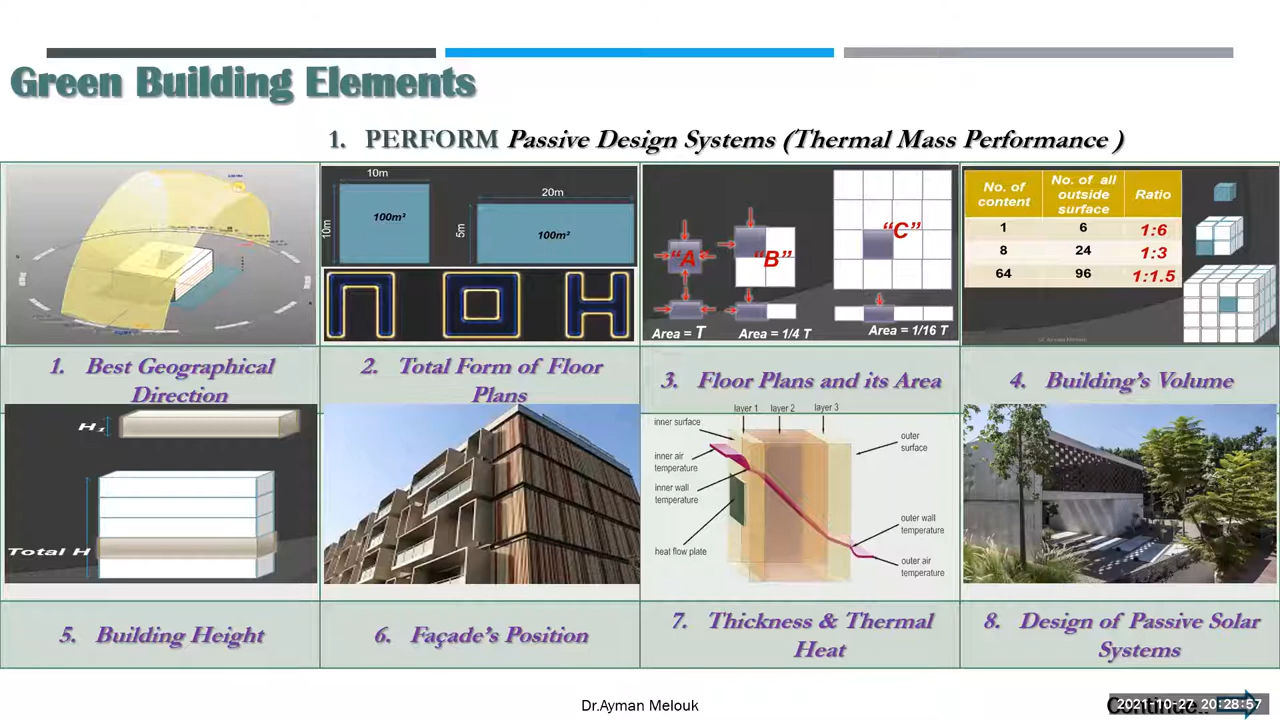 Green Building Elements
1. PERFORM Passive Design Systems (Thermal Mass Performance )
10m
10m
100m²
20m
5m
100m²
"A
"B"
"C"
Area = T
Area = 1/4 T
Area = 1/16 T
No. of content
No. of all outside surface
Ratio
1 6 1:6
8 24 1:3
64 96 1:1.5
Dr. Ayman Melouk
1. Best Geographical
Direction
2. Total Form of Floor
Plans
3. Floor Plans and its Area
4. Building's Volume
H₁
Total H
layer 1
layer 2
layer 3
inner surface
inner air
temperature
inner wall
temperature
heat flow plate
outer
surface
outer wall
temperature
outer air
temperature
5. Building Height
6. Façade's Position
7. Thickness & Thermal
Heat
8. Design of Passive Solar
Systems
Dr.Ayman Melouk
Continue..
2021-10-27 20:28:57